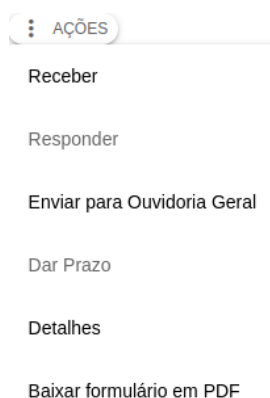 AÇÕES
Receber
Responder
Enviar para Ouvidoria Geral
Dar Prazo
Detalhes
Baixar formulário em PDF